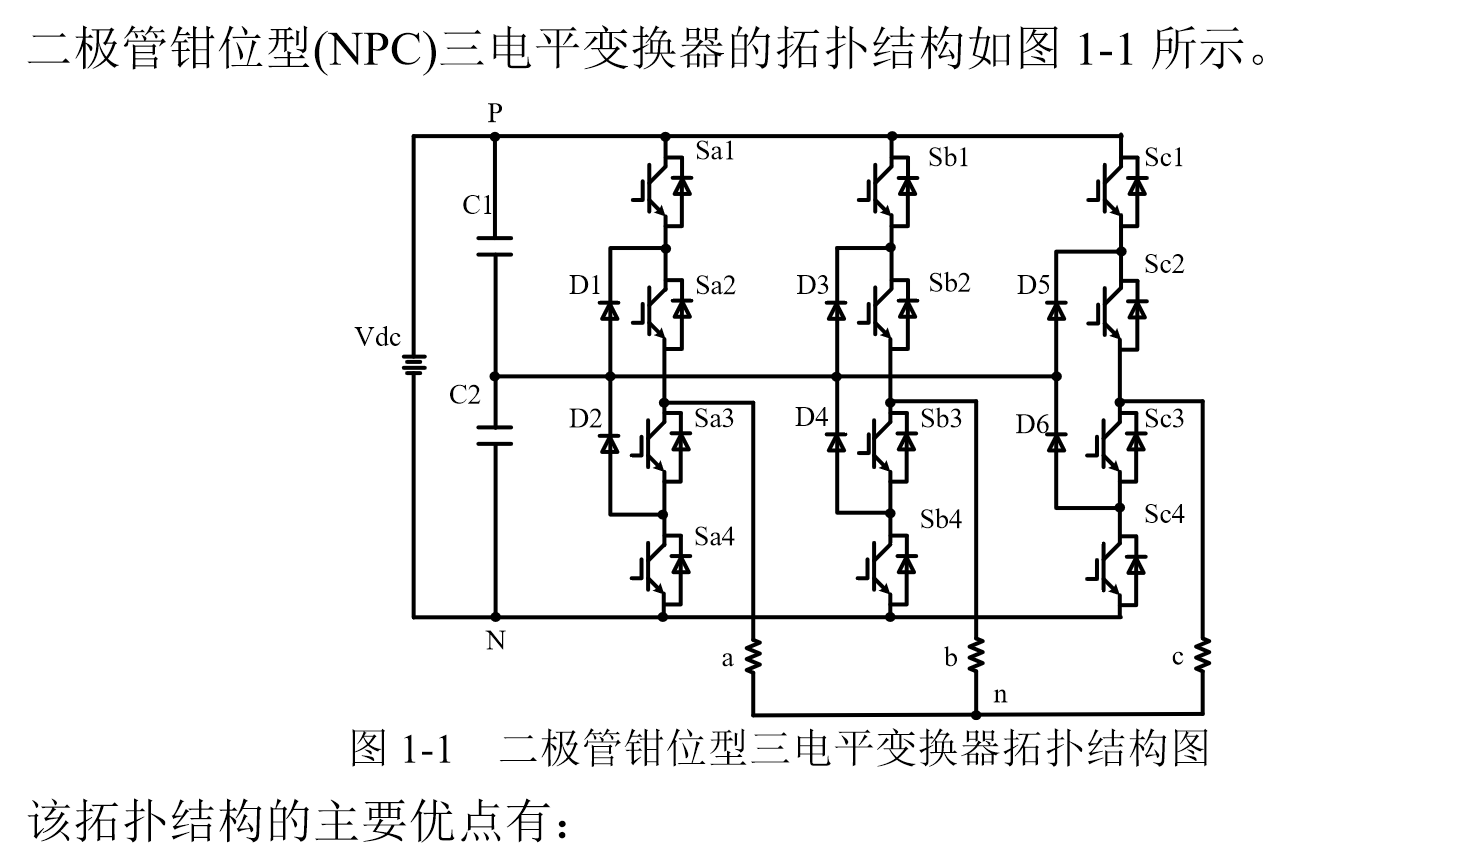 二极管钳位型(NPC)三电平变换器的拓扑结构如图 1-1 所示。
P
Sa1
Sb1
Sc1
C1
D1
Sa2
D3
Sb2
D5
Sc2
Vdc
C2
D2
Sa3
D4
Sb3
D6
Sc3
Sa4
Sb4
Sc4
N
a
b
c
n
图 1-1 二极管钳位型三电平变换器拓扑结构图
该拓扑结构的主要优点有：